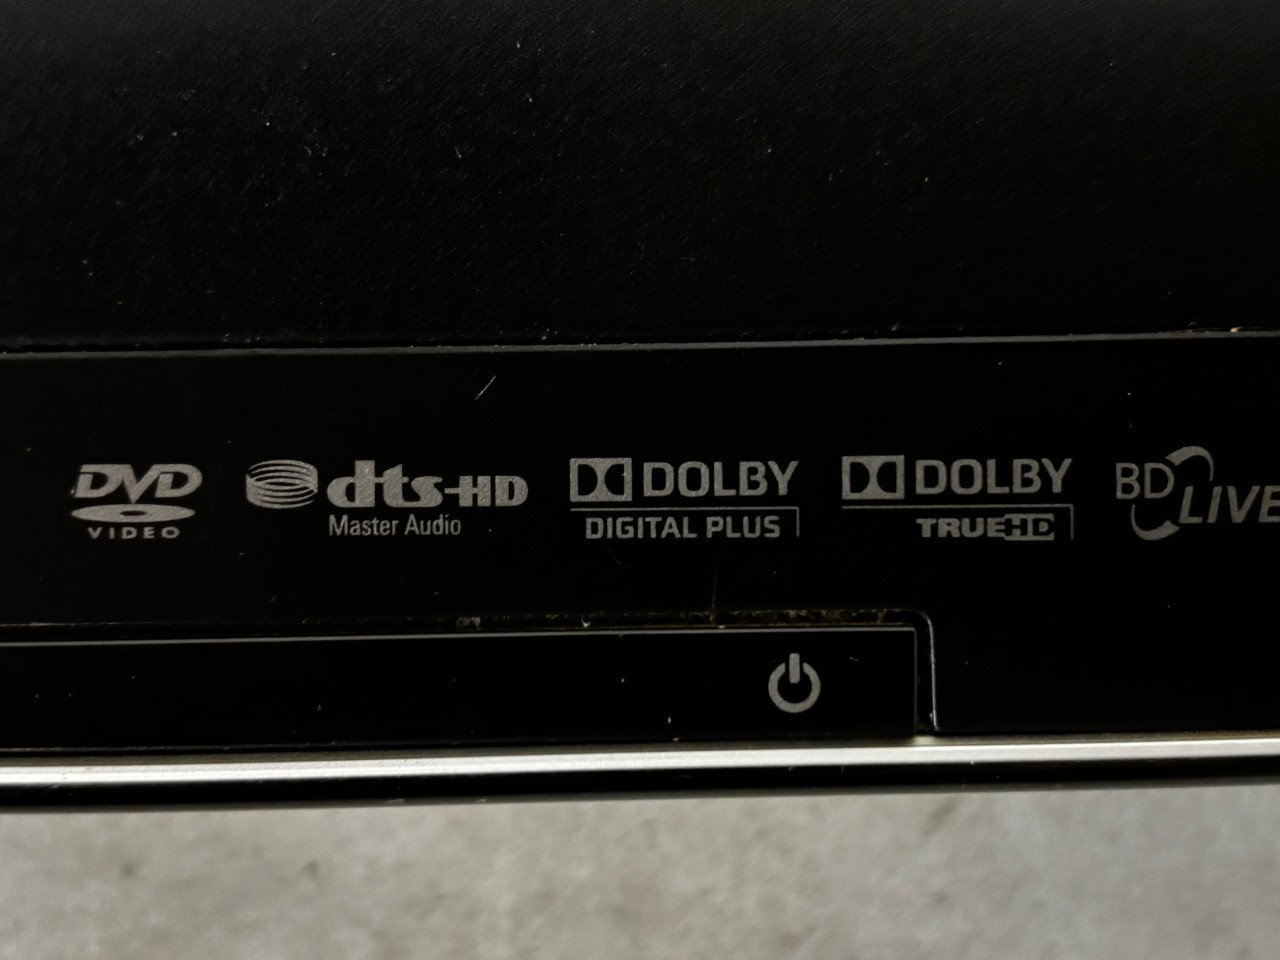 DVD
VIDEO
dts-HD
Master Audio
DOLBY
DIGITAL PLUS
DOLBY
TRUEHD
BD
LIVE